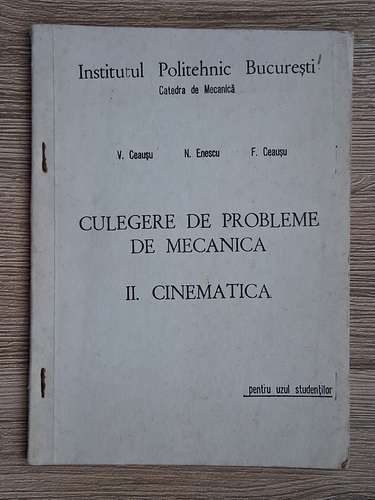 Institutul Politehnic București
Catedra de Mecanică
V. Ceaușu N. Enescu F. Ceaușu
CULEGERE DE PROBLEME
DE MECANICA
II. CINEMATICA
pentru uzul studenților